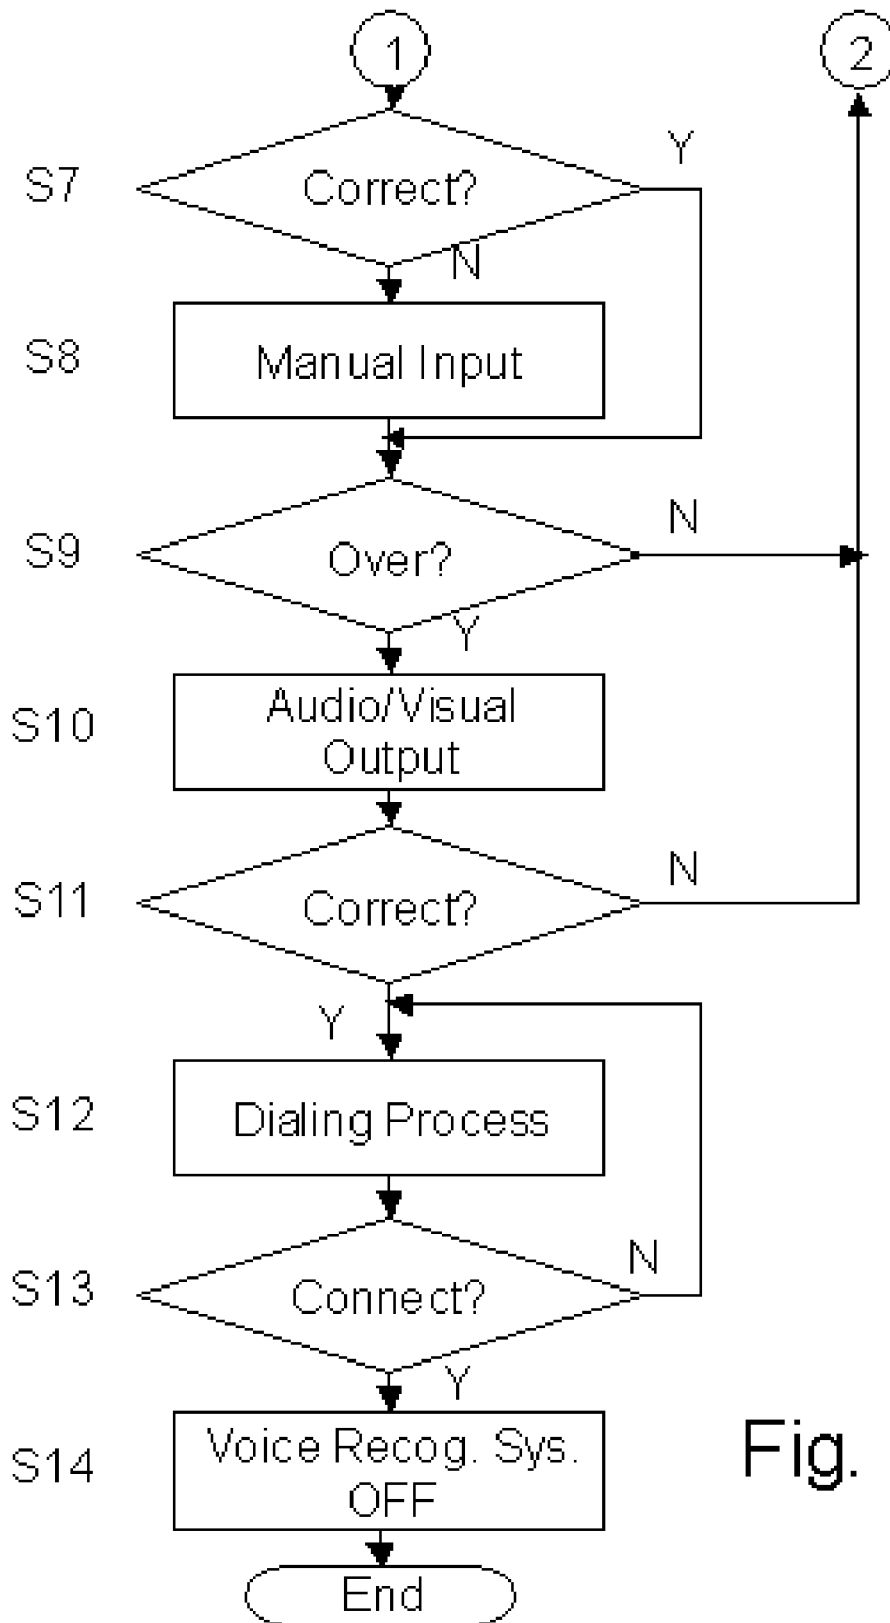 1
2
S7
Correct?
Y
N
S8
Manual Input
S9
Over?
N
Y
S10
Audio/Visual
Output
S11
Correct?
N
Y
S12
Dialing Process
S13
Connect?
N
Y
S14
Voice Recog. Sys.
OFF
Fig.
End